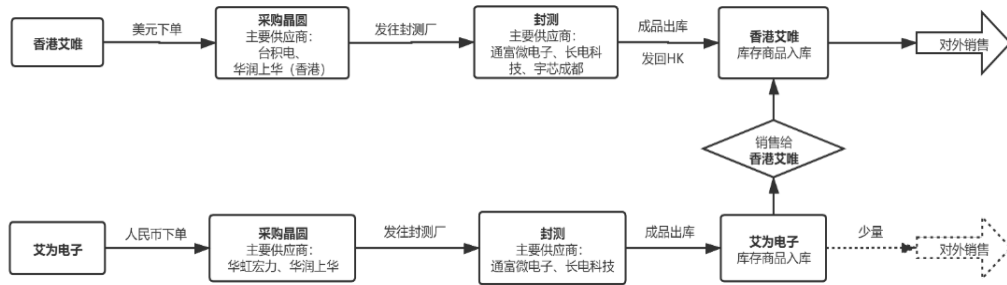 香港艾唯
美元下单
采购晶圆
主要供应商：
台积电、
华润上华（香港）
发往封测厂
封测
主要供应商：
通富微电子、长电科
技、宇芯成都
成品出库
发回HK
香港艾唯
库存商品入库
对外销售
销售给
香港艾唯
艾为电子
人民币下单
采购晶圆
主要供应商：
华虹宏力、华润上华
发往封测厂
封测
主要供应商：
通富微电子、长电科技
成品出库
艾为电子
库存商品入库
少量
对外销售